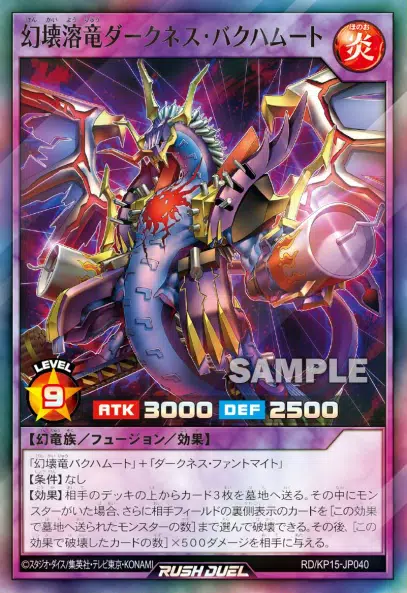 幻壊溶竜ダークネス・バクハムート
げん かい よう りゅう
ほのお
炎
SAMPLE
LEVEL
9
ATK 3000 DEF 2500
【幻竜族／フュージョン／効果】
「幻壊竜バクハムート」＋「ダークネス・ファントマイト」
【条件】なし
【効果】相手のデッキの上からカード3枚を墓地へ送る。その中にモンスターがいた場合、さらに相手フィールドの裏側表示のカードを［この効果で墓地へ送られたモンスターの数］まで選んで破壊できる。その後、［この効果で破壊したカードの数］×500ダメージを相手に与える。
©スタジオ・ダイス/集英社・テレビ東京・KONAMI
RUSH DUEL
RD/KP15-JP040